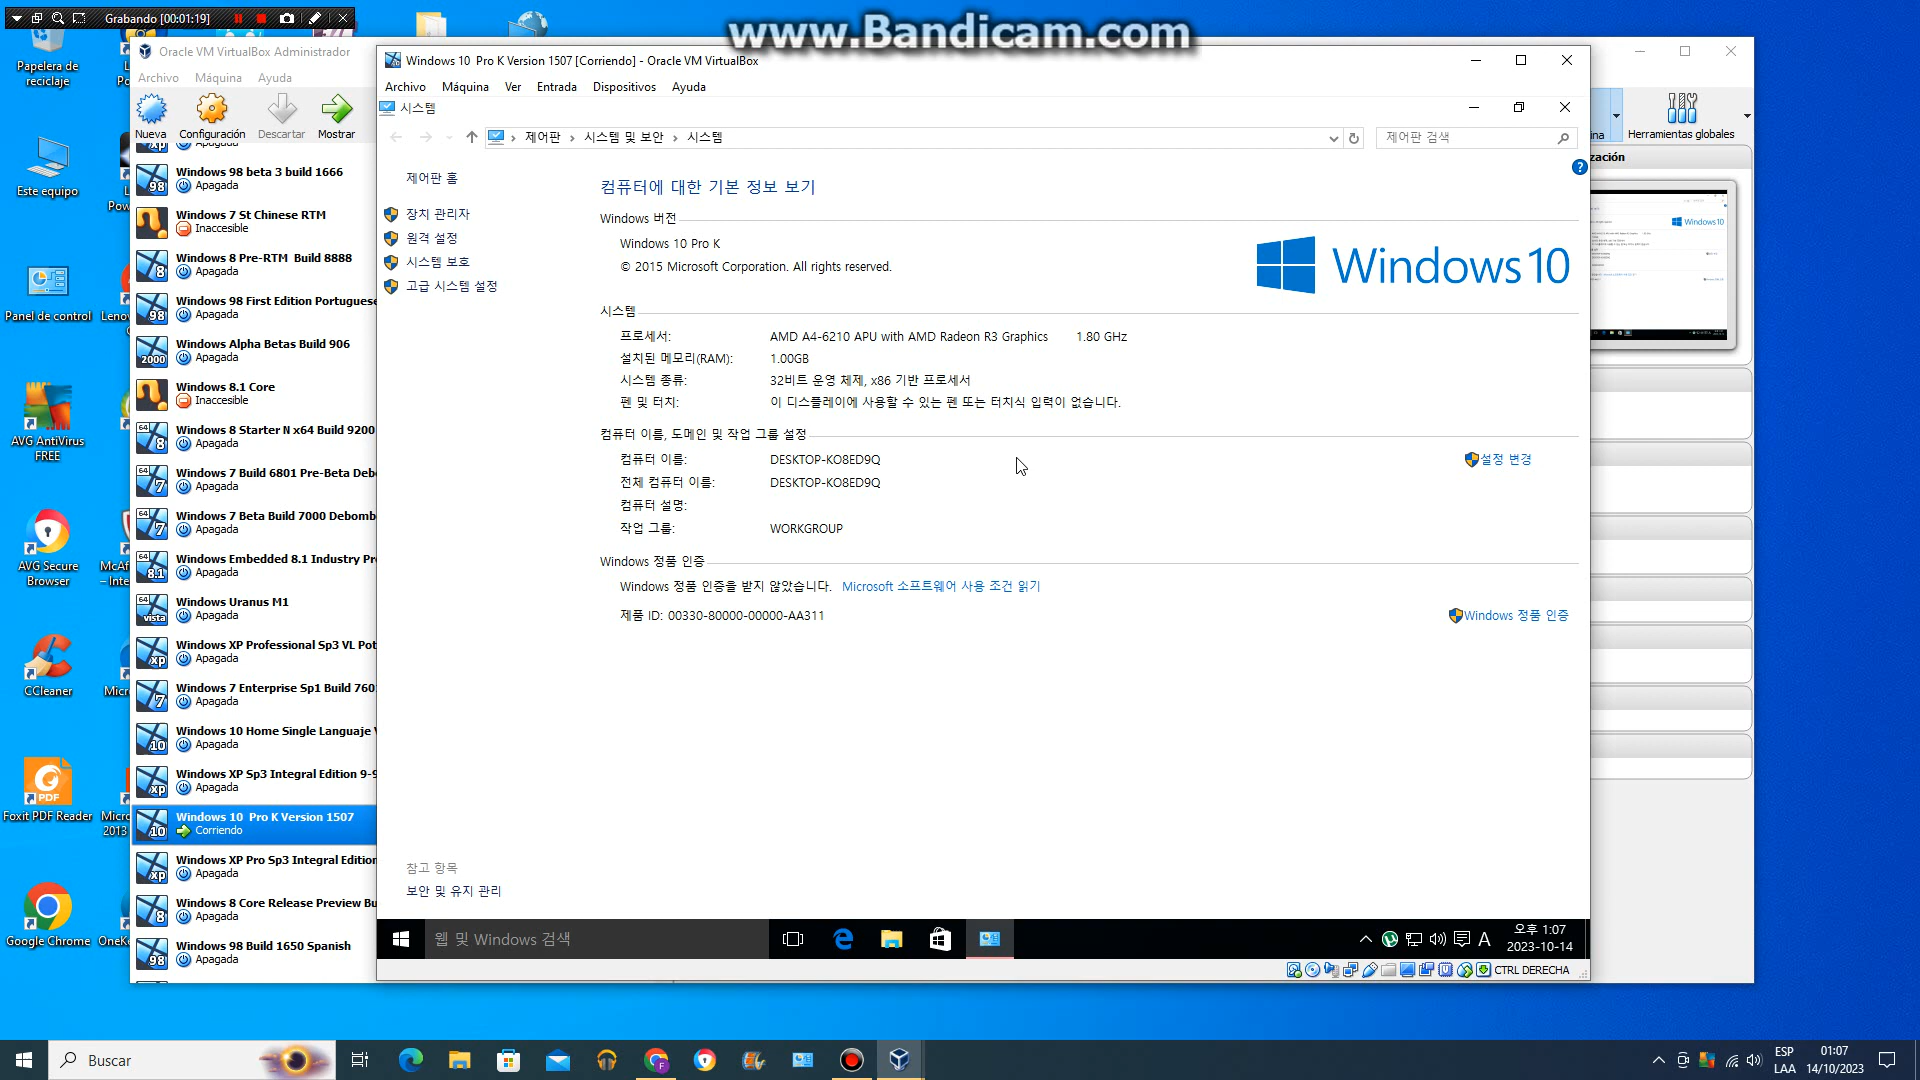 Grabando [00:01:19]
www.Bandicam.com
Papelera de
reciclaje
Este equipo
Panel de control
AVG AntiVirus
FREE
AVG Secure
Browser
CCleaner
Foxit PDF Reader
Google Chrome
Oracle VM VirtualBox Administrador
Archivo Máquina Ayuda
Nueva Configuración Descartar Mostrar
Apagada
Windows 98 beta 3 build 1666
Apagada
Windows 7 St Chinese RTM
Inaccesible
Windows 8 Pre-RTM Build 8888
Apagada
Windows 98 First Edition Portuguese
Apagada
Windows Alpha Betas Build 906
Apagada
Windows 8.1 Core
Inaccesible
Windows 8 Starter N x64 Build 9200
Apagada
Windows 7 Build 6801 Pre-Beta Deb
Apagada
Windows 7 Beta Build 7000 Debomb
Apagada
Windows Embedded 8.1 Industry Pr
Apagada
Windows Uranus M1
Apagada
Windows XP Professional Sp3 VL Pot
Apagada
Windows 7 Enterprise Sp1 Build 760
Apagada
Windows 10 Home Single Languaje V
Apagada
Windows XP Sp3 Integral Edition 9-9
Apagada
Windows 10 Pro K Version 1507
Corriendo
Windows XP Pro Sp3 Integral Edition
Apagada
Windows 8 Core Release Preview Bu
Apagada
Windows 98 Build 1650 Spanish
Apagada
Windows 10 Pro K Version 1507 [Corriendo] - Oracle VM VirtualBox
Archivo Máquina Ver Entrada Dispositivos Ayuda
시스템
제어판 › 시스템 및 보안 › 시스템
제어판 검색
제어판 홈
장치 관리자
원격 설정
시스템 보호
고급 시스템 설정
컴퓨터에 대한 기본 정보 보기
Windows 버전
Windows 10 Pro K
© 2015 Microsoft Corporation. All rights reserved.
Windows 10
시스템
프로세서: AMD A4-6210 APU with AMD Radeon R3 Graphics 1.80 GHz
설치된 메모리(RAM): 1.00GB
시스템 종류: 32비트 운영 체제, x86 기반 프로세서
펜 및 터치: 이 디스플레이에 사용할 수 있는 펜 또는 터치식 입력이 없습니다.
컴퓨터 이름, 도메인 및 작업 그룹 설정
컴퓨터 이름: DESKTOP-KO8ED9Q
설정 변경
전체 컴퓨터 이름: DESKTOP-KO8ED9Q
컴퓨터 설명:
작업 그룹: WORKGROUP
Windows 정품 인증
Windows 정품 인증을 받지 않았습니다. Microsoft 소프트웨어 사용 조건 읽기
제품 ID: 00330-80000-00000-AA311
Windows 정품 인증
참고 항목
보안 및 유지 관리
웹 및 Windows 검색
A
오후 1:07
2023-10-14
CTRL DERECHA
ina
Herramientas globales
zación
Windows10
Buscar
ESP
LAA
01:07
14/10/2023